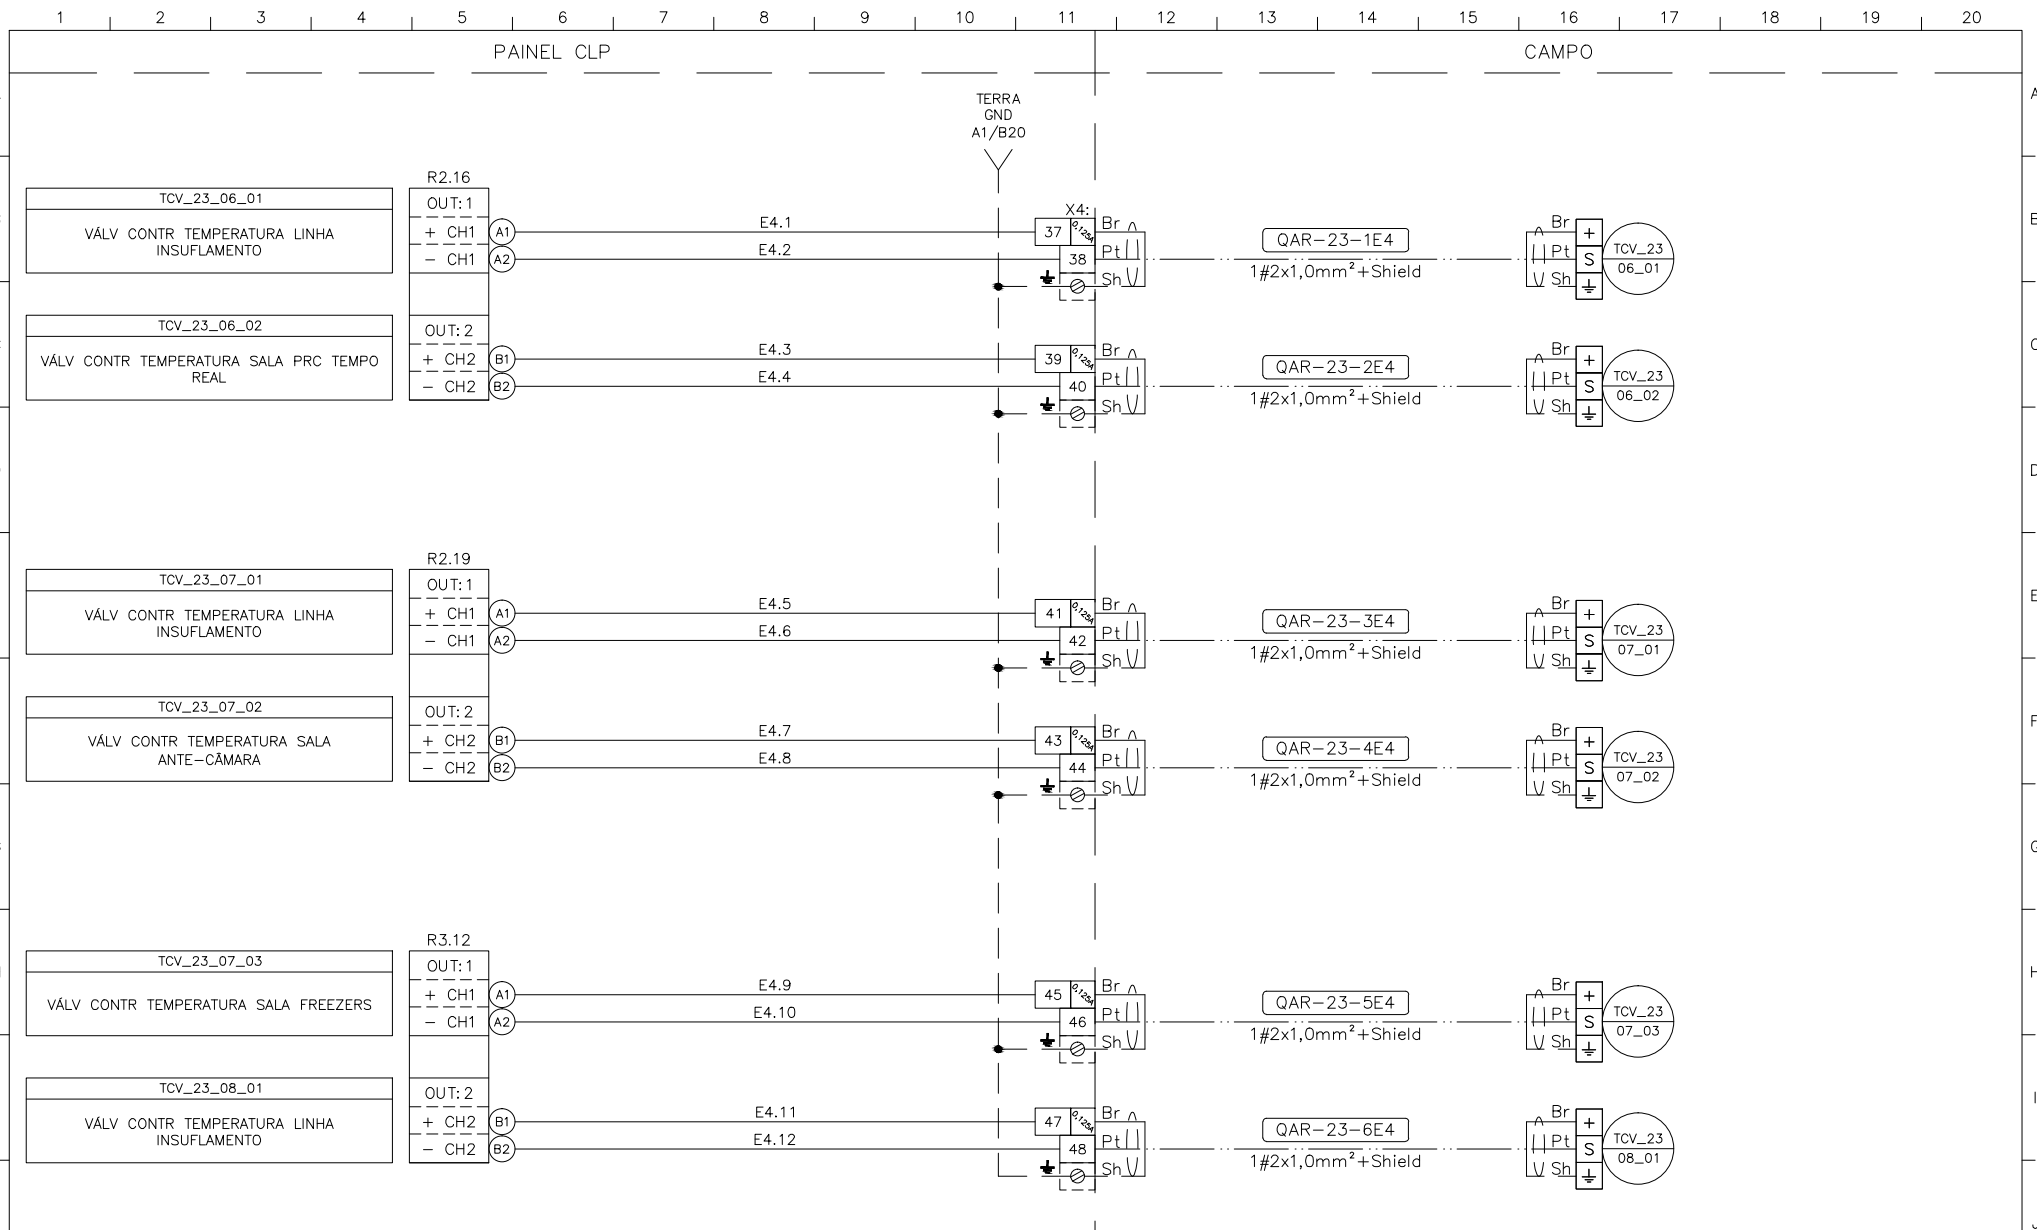 1 2 3 4 5 6 7 8 9 10 11 12 13 14 15 16 17 18 19 20
PAINEL CLP
CAMPO
TERRA
GND
A1/B20
A
R2.16
TCV_23_06_01
VÁLV CONTR TEMPERATURA LINHA
INSUFLAMENTO
OUT: 1
+ CH1 A1
E4.1
X4:
37 0,125A Br
- CH1 A2
E4.2
38 Pt
Sh
QAR-23-1E4
1#2x1,0mm²+Shield
Br +
Pt S
Sh
TCV_23
06_01
B
TCV_23_06_02
VÁLV CONTR TEMPERATURA SALA PRC TEMPO
REAL
OUT: 2
+ CH2 B1
E4.3
39 0,125A Br
- CH2 B2
E4.4
40 Pt
Sh
QAR-23-2E4
1#2x1,0mm²+Shield
Br +
Pt S
Sh
TCV_23
06_02
C
D
R2.19
TCV_23_07_01
VÁLV CONTR TEMPERATURA LINHA
INSUFLAMENTO
OUT: 1
+ CH1 A1
E4.5
41 0,125A Br
- CH1 A2
E4.6
42 Pt
Sh
QAR-23-3E4
1#2x1,0mm²+Shield
Br +
Pt S
Sh
TCV_23
07_01
E
TCV_23_07_02
VÁLV CONTR TEMPERATURA SALA
ANTE-CÂMARA
OUT: 2
+ CH2 B1
E4.7
43 0,125A Br
- CH2 B2
E4.8
44 Pt
Sh
QAR-23-4E4
1#2x1,0mm²+Shield
Br +
Pt S
Sh
TCV_23
07_02
F
G
R3.12
TCV_23_07_03
VÁLV CONTR TEMPERATURA SALA FREEZERS
OUT: 1
+ CH1 A1
E4.9
45 0,125A Br
- CH1 A2
E4.10
46 Pt
Sh
QAR-23-5E4
1#2x1,0mm²+Shield
Br +
Pt S
Sh
TCV_23
07_03
H
TCV_23_08_01
VÁLV CONTR TEMPERATURA LINHA
INSUFLAMENTO
OUT: 2
+ CH2 B1
E4.11
47 0,125A Br
- CH2 B2
E4.12
48 Pt
Sh
QAR-23-6E4
1#2x1,0mm²+Shield
Br +
Pt S
Sh
TCV_23
08_01
I